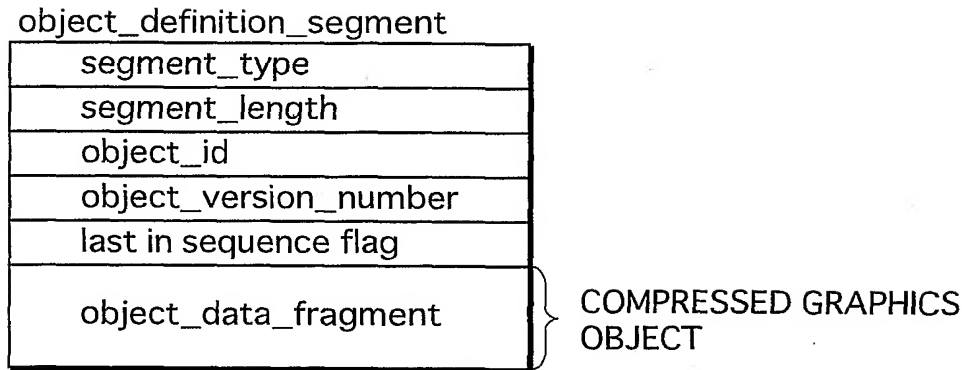 object_definition_segment
segment_type
segment_length
object_id
object_version_number
last in sequence flag
object_data_fragment
COMPRESSED GRAPHICS
OBJECT